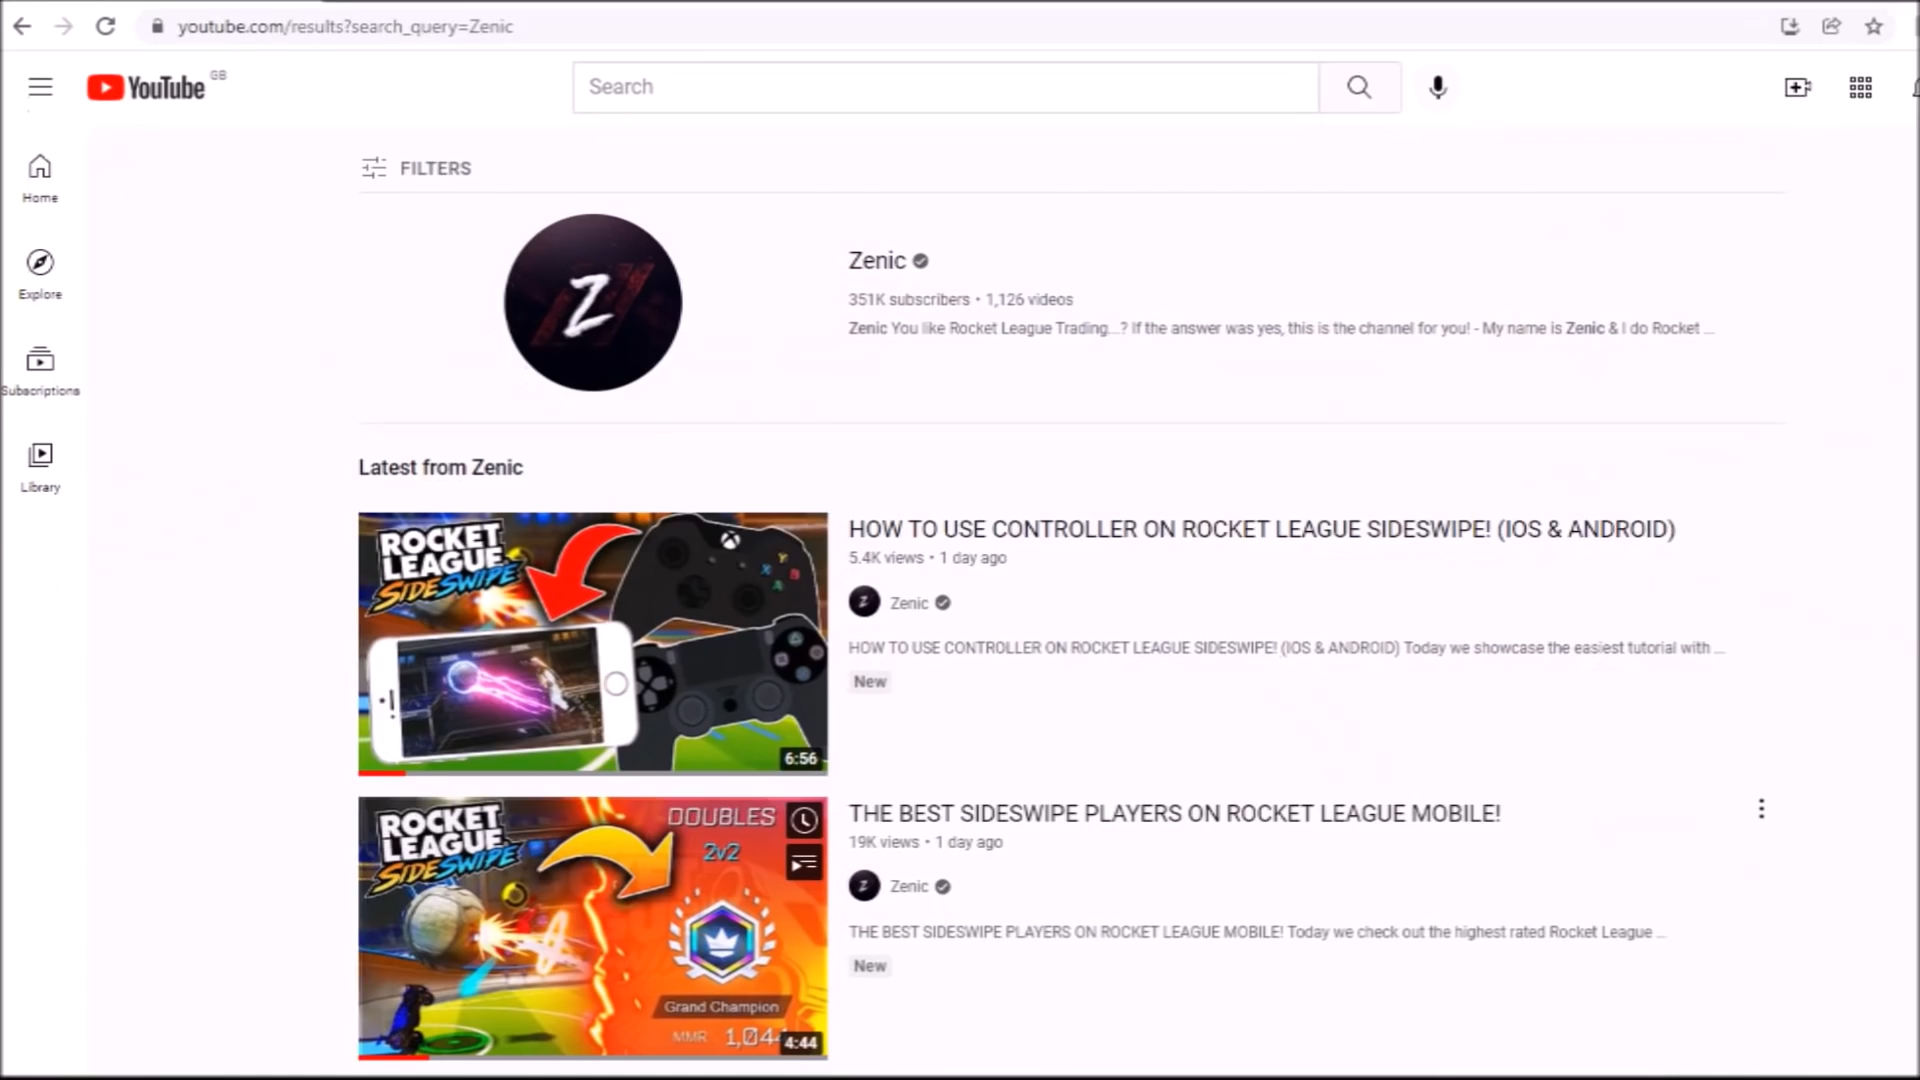 youtube.com/results?search_query=Zenic
YouTube GB
Search
Home
Explore
Subscriptions
Library
FILTERS
Z
Zenic
351K subscribers • 1,126 videos
Zenic You like Rocket League Trading...? If the answer was yes, this is the channel for you! - My name is Zenic & I do Rocket ...
Latest from Zenic
ROCKET
LEAGUE
SIDESWIPE
6:56
HOW TO USE CONTROLLER ON ROCKET LEAGUE SIDESWIPE! (IOS & ANDROID)
5.4K views • 1 day ago
Zenic
HOW TO USE CONTROLLER ON ROCKET LEAGUE SIDESWIPE! (IOS & ANDROID) Today we showcase the easiest tutorial with ...
New
ROCKET
LEAGUE
SIDESWIPE
DOUBLES
2v2
Grand Champion
MMR 1,044
4:44
THE BEST SIDESWIPE PLAYERS ON ROCKET LEAGUE MOBILE!
19K views • 1 day ago
Zenic
THE BEST SIDESWIPE PLAYERS ON ROCKET LEAGUE MOBILE! Today we check out the highest rated Rocket League ...
New